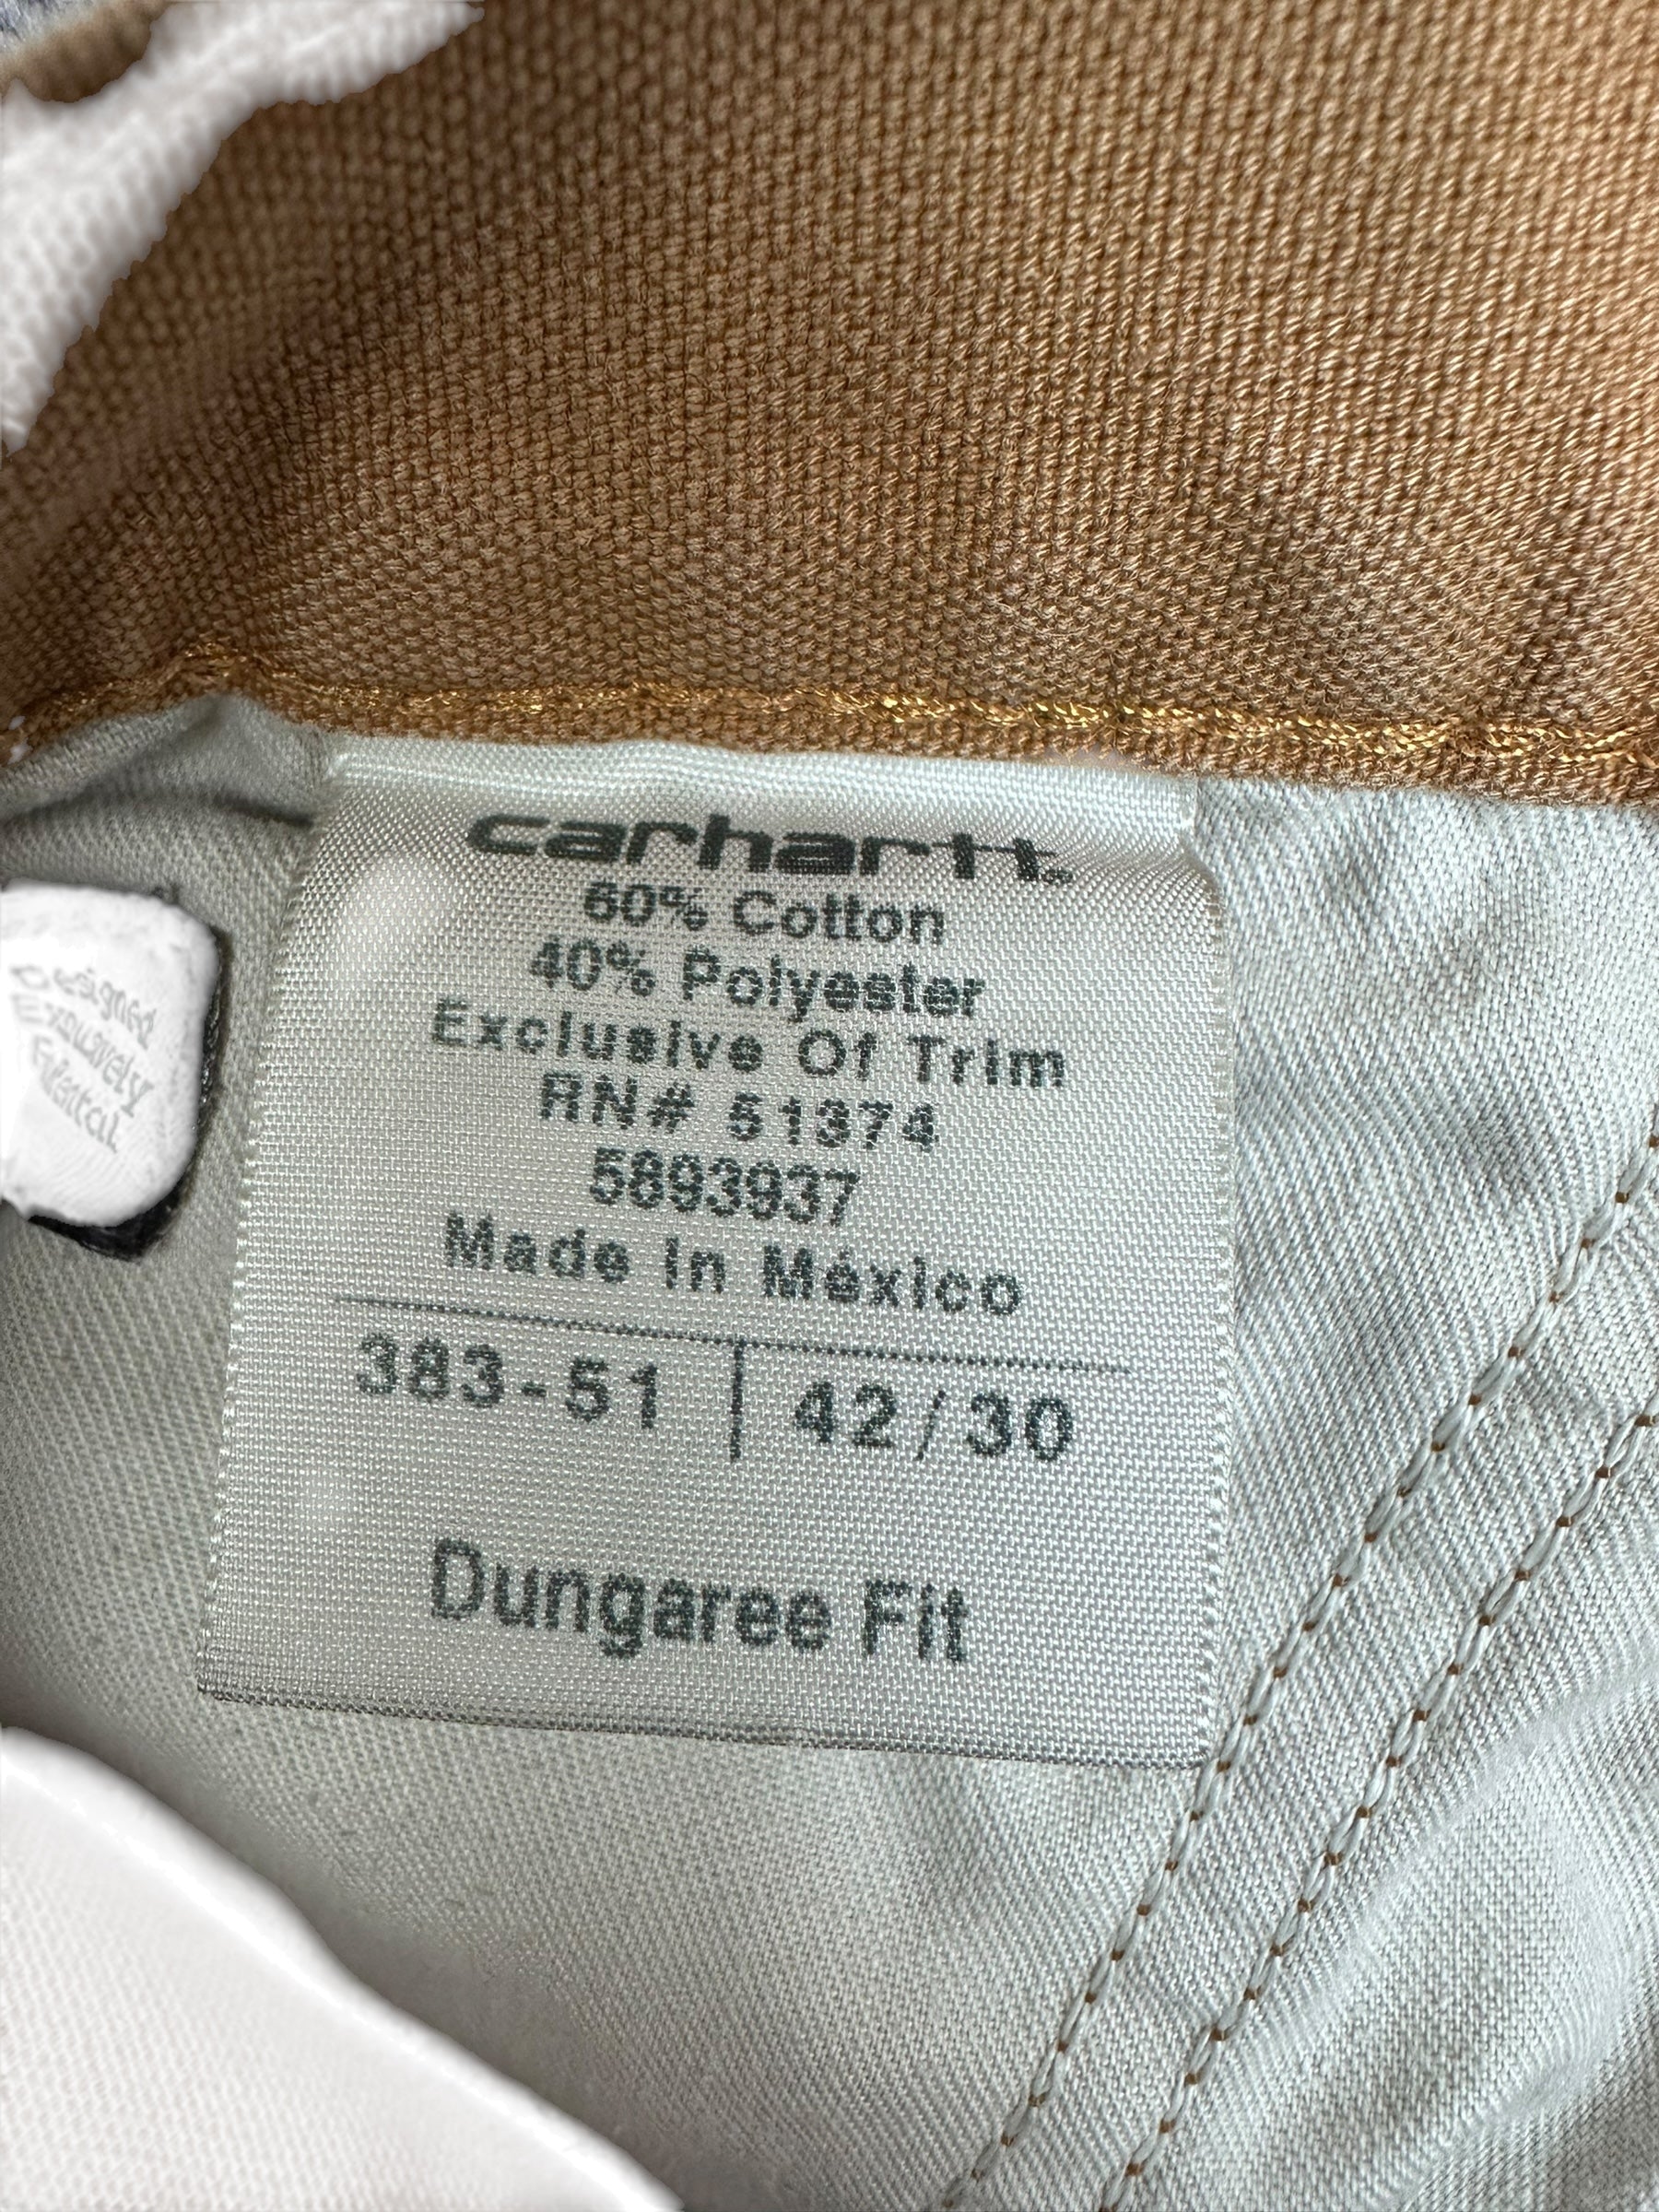 carhartt
60% Cotton
40% Polyester
Exclusive Of Trim
RN# 51374
5893937
Made In México
383-51 | 42/30
Dungaree Fit
Designed